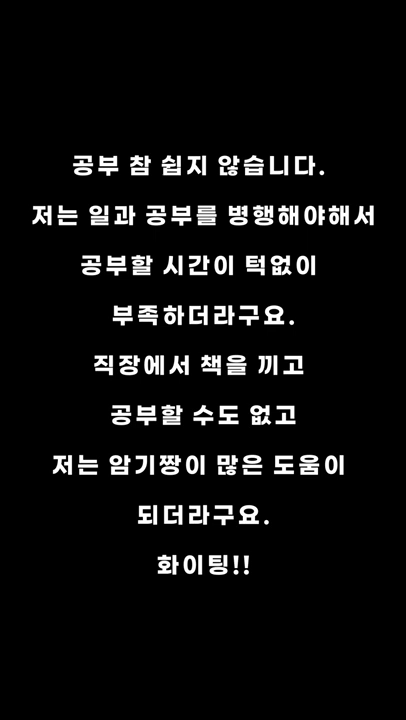 공부 참 쉽지 않습니다.
저는 일과 공부를 병행해야해서
공부할 시간이 턱없이
부족하더라구요.
직장에서 책을 끼고
공부할 수도 없고
저는 암기짱이 많은 도움이
되더라구요.
화이팅!!